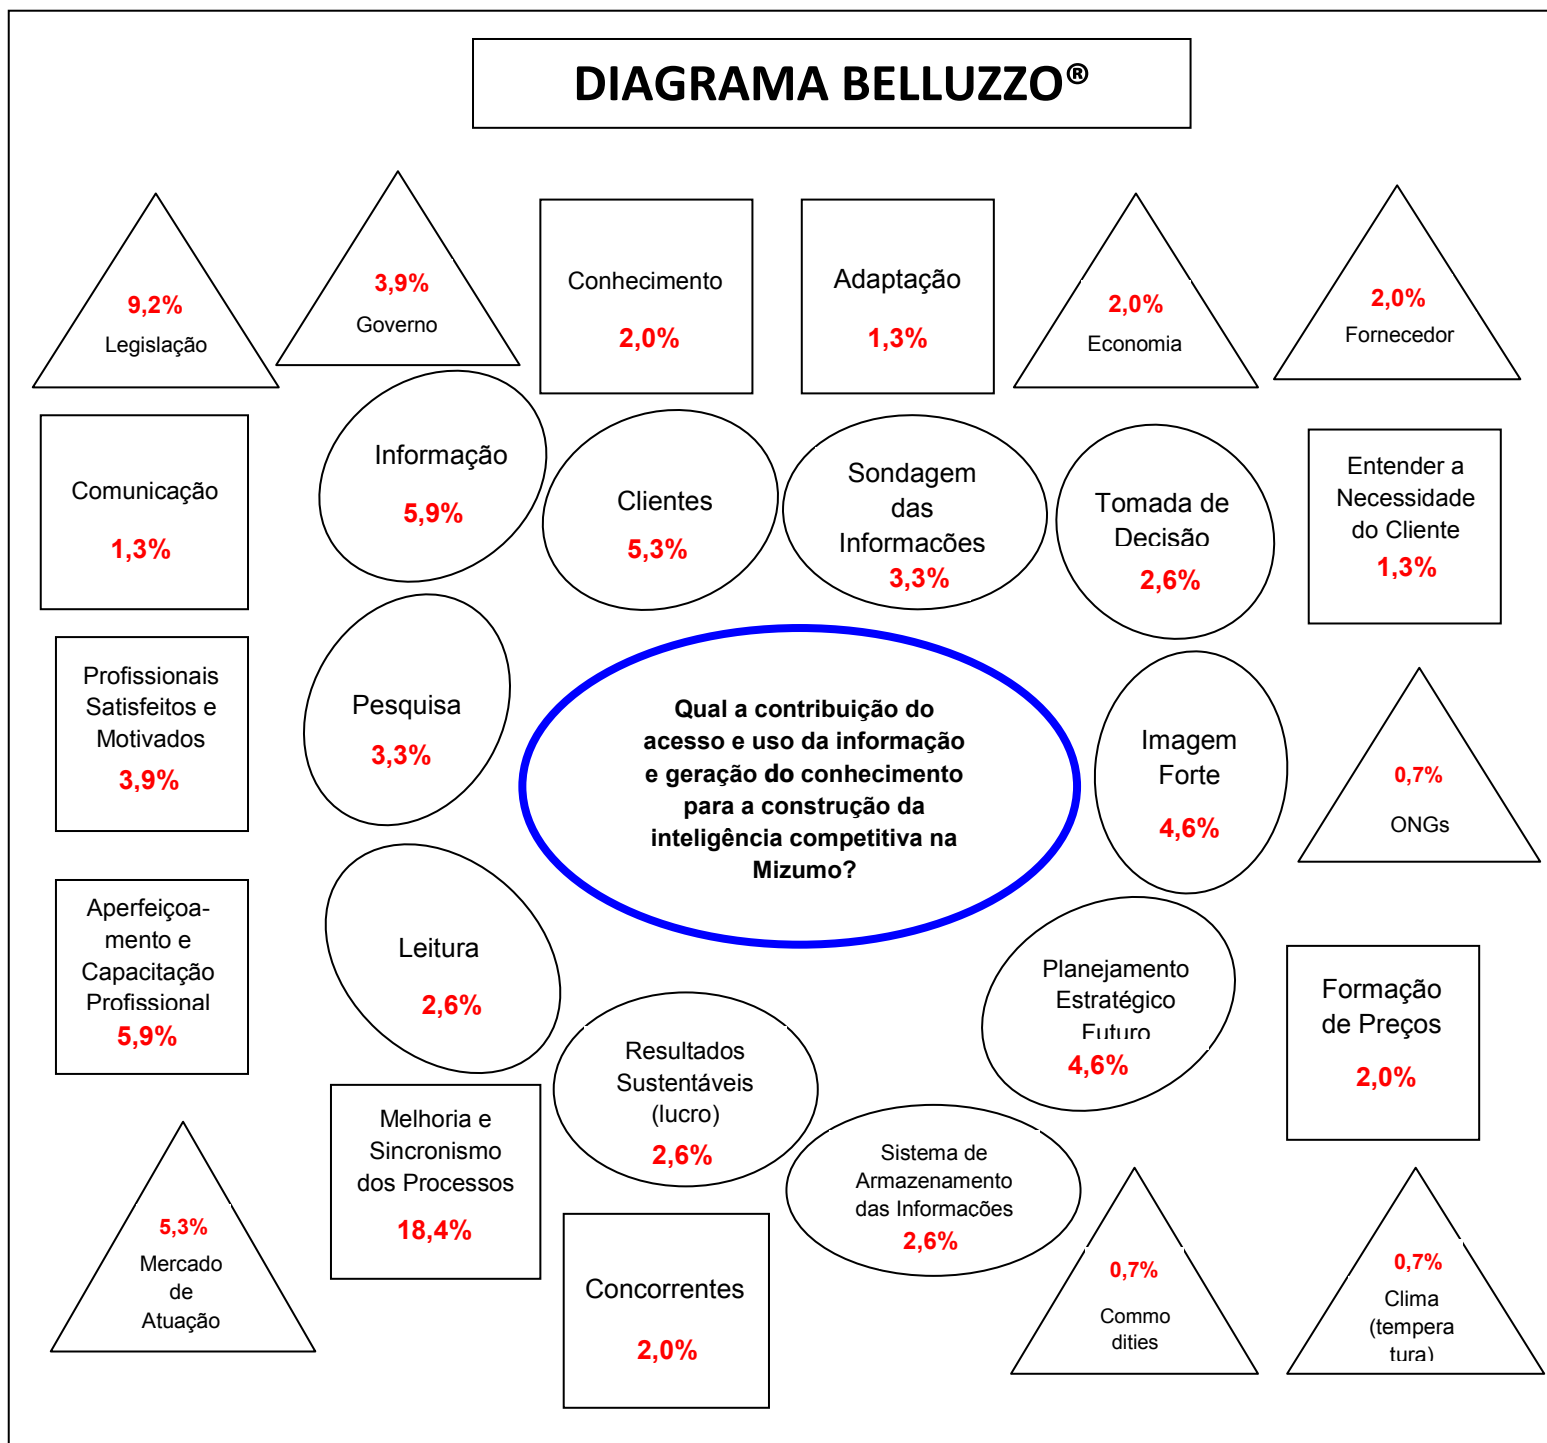 DIAGRAMA BELLUZZO®
9,2%
Legislação
3,9%
Governo
Conhecimento
2,0%
Adaptação
1,3%
2,0%
Economia
2,0%
Fornecedor
Comunicação
1,3%
Informação
5,9%
Clientes
5,3%
Sondagem
das
Informacões
3,3%
Tomada de
Decisão
2,6%
Entender a
Necessidade
do Cliente
1,3%
Profissionais
Satisfeitos e
Motivados
3,9%
Pesquisa
3,3%
Qual a contribuição do
acesso e uso da informação
e geração do conhecimento
para a construção da
inteligência competitiva na
Mizumo?
Imagem
Forte
4,6%
0,7%
ONGs
Aperfeiçoa-
mento e
Capacitação
Profissional
5,9%
Leitura
2,6%
Planejamento
Estratégico
Futuro
4,6%
Formação
de Preços
2,0%
Resultados
Sustentáveis
(lucro)
2,6%
5,3%
Mercado
de
Atuação
Melhoria e
Sincronismo
dos Processos
18,4%
Sistema de
Armazenamento
das Informacões
2,6%
Concorrentes
2,0%
0,7%
Commo
dities
0,7%
Clima
(tempera
tura)